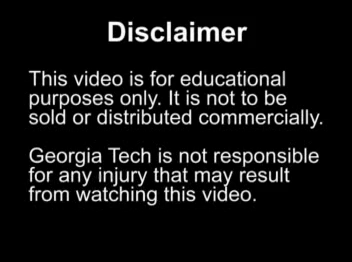 Disclaimer
This video is for educational
purposes only. It is not to be
sold or distributed commercially.
Georgia Tech is not responsible
for any injury that may result
from watching this video.